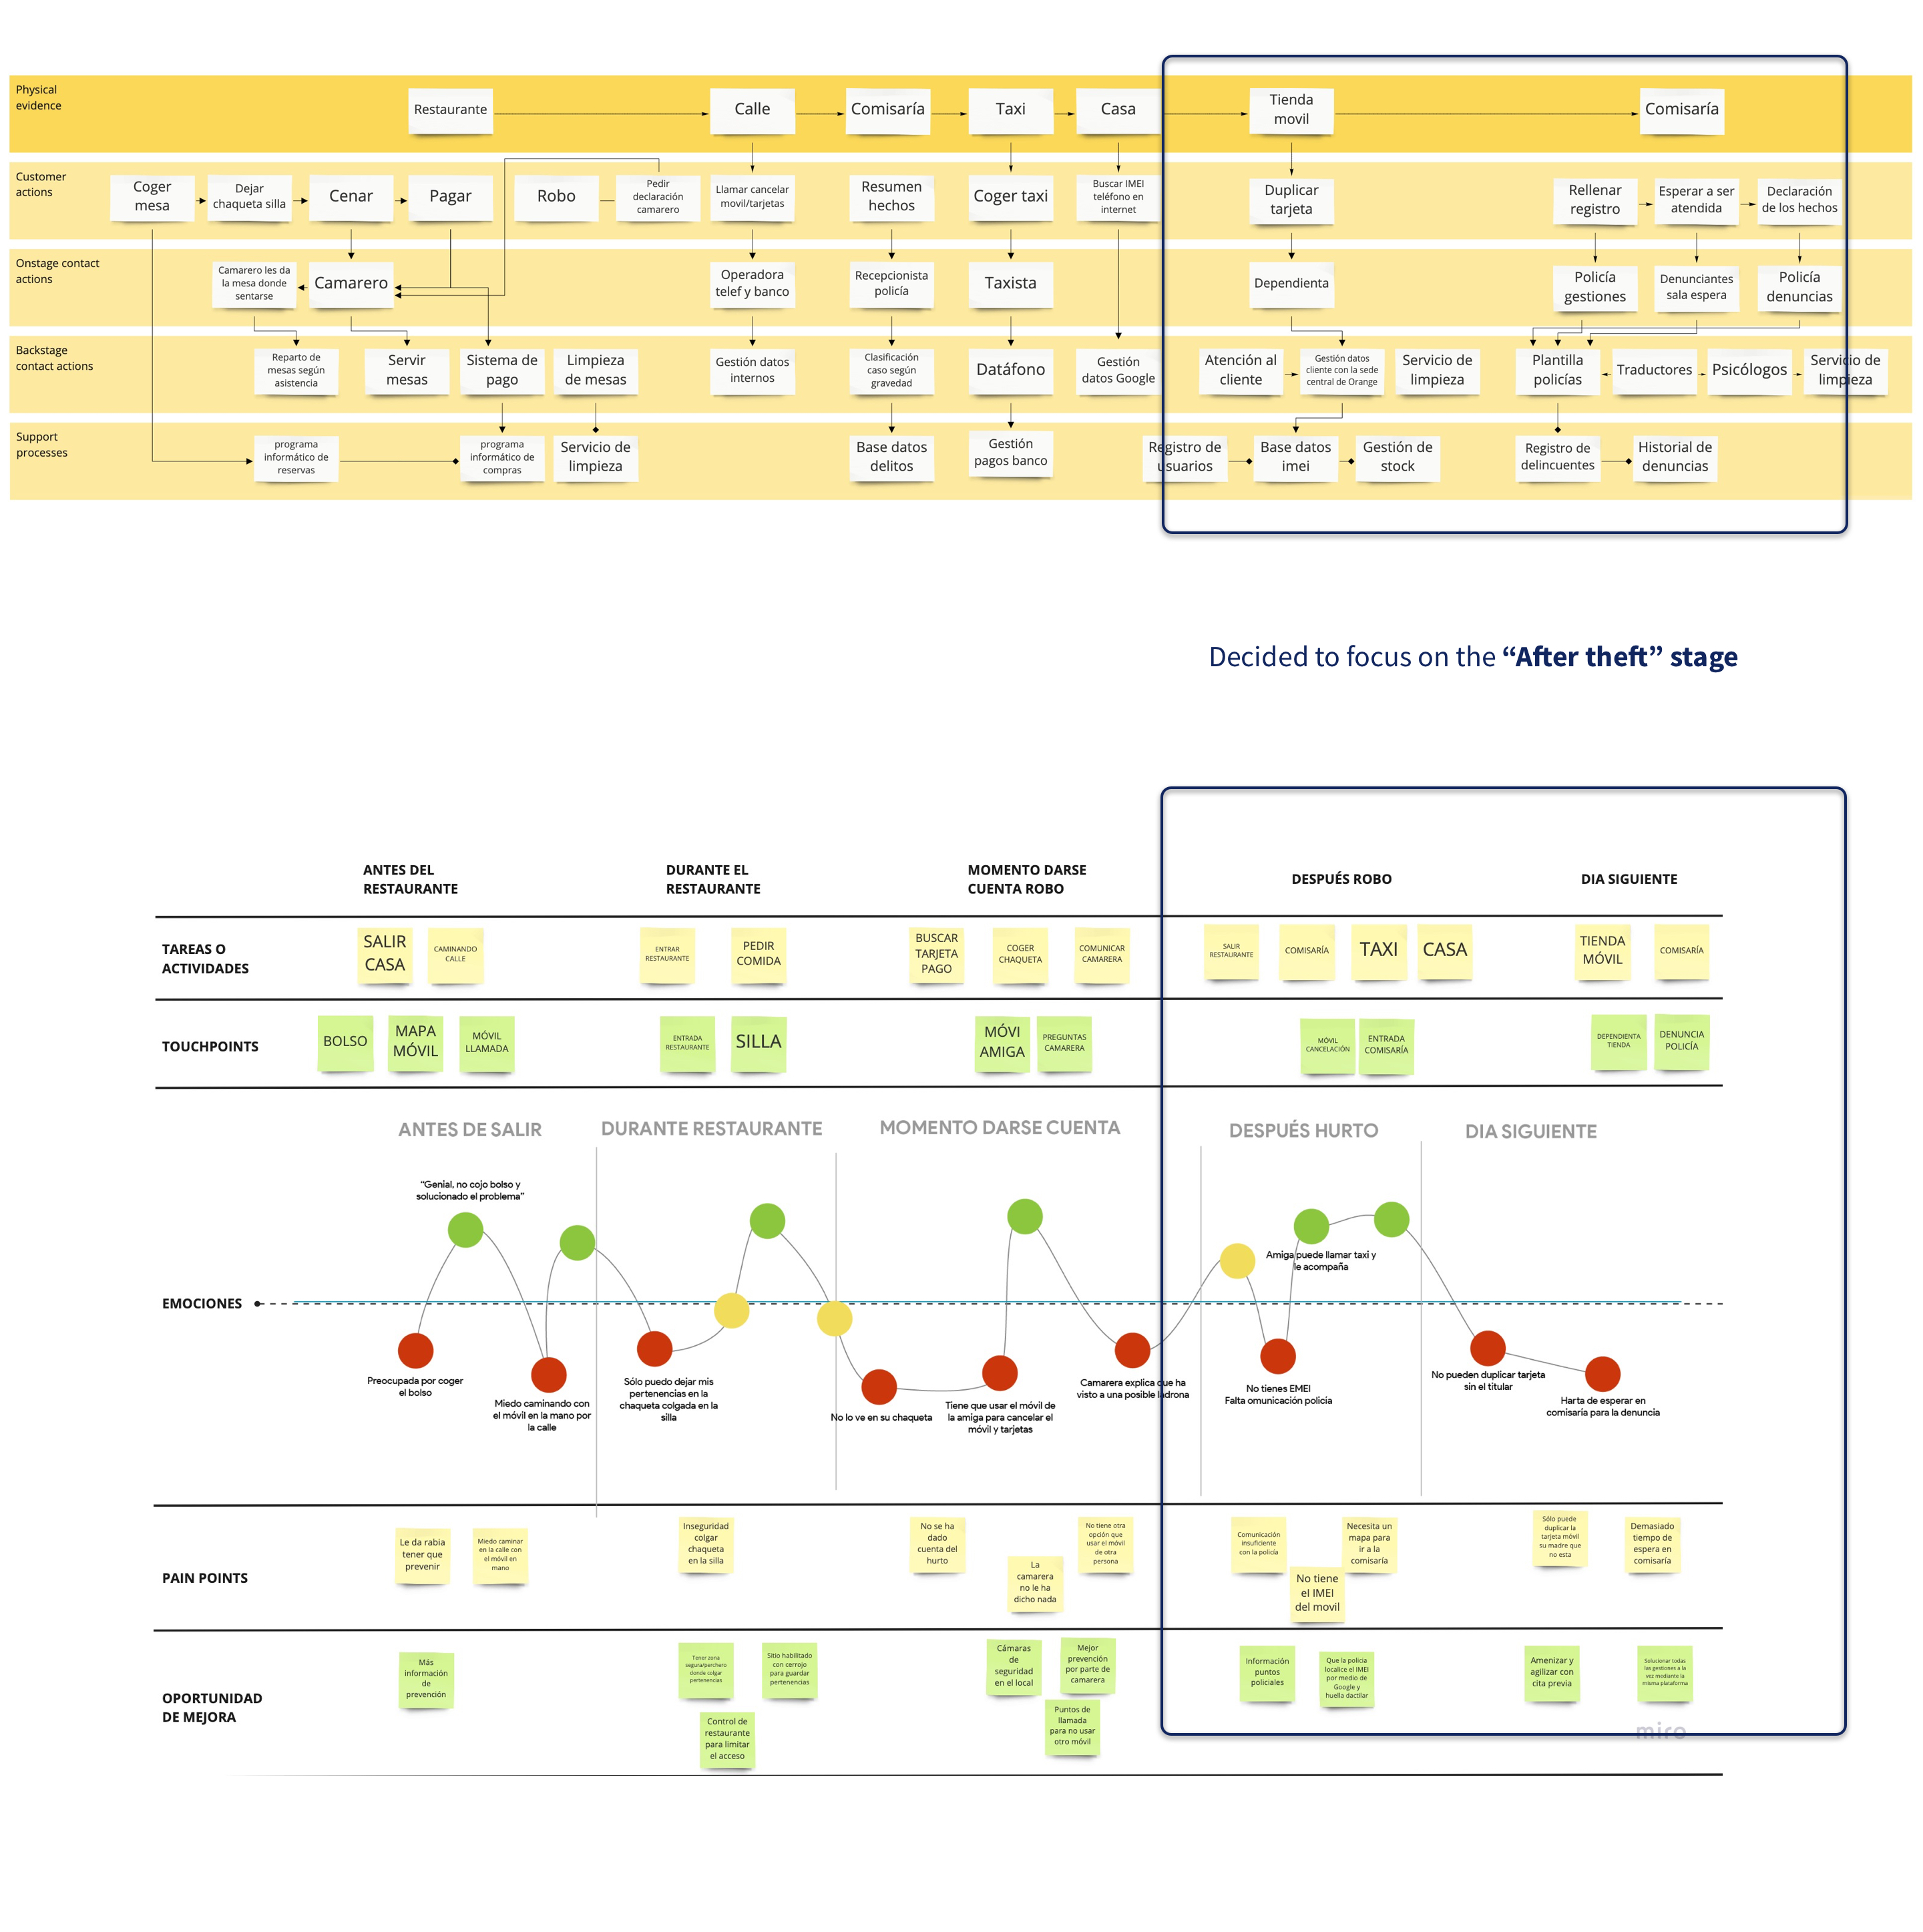 Physical
evidence
Restaurante
Calle
Comisaría
Taxi
Casa
Tienda
movil
Comisaría
Customer
actions
Coger
mesa
Dejar
chaqueta silla
Cenar
Pagar
Robo
Pedir
declaración
camarero
Llamar cancelar
movil/tarjetas
Resumen
hechos
Coger taxi
Buscar IMEI
teléfono en
internet
Duplicar
tarjeta
Rellenar
registro
Esperar a ser
atendida
Declaración
de los hechos
Onstage contact
actions
Camarero les da
la mesa donde
sentarse
Camarero
Operadora
telef y banco
Recepcionista
policía
Taxista
Dependienta
Policía
gestiones
Denunciantes
sala espera
Policía
denuncias
Backstage
contact actions
Reparto de
mesas según
asistencia
Servir
mesas
Sistema de
pago
Limpieza
de mesas
Gestión datos
internos
Clasificación
caso según
gravedad
Datáfono
Gestión
datos Google
Atención al
cliente
Gestión datos
cliente con la sede
central de Orange
Servicio de
limpieza
Plantilla
policías
Traductores
Psicólogos
Servicio de
limpieza
Support
processes
programa
informático de
reservas
programa
informático de
compras
Servicio de
limpieza
Base datos
delitos
Gestión
pagos banco
Registro de
usuarios
Base datos
imei
Gestión de
stock
Registro de
delincuentes
Historial de
denuncias
Decided to focus on the “After theft” stage
ANTES DEL
RESTAURANTE
DURANTE EL
RESTAURANTE
MOMENTO DARSE
CUENTA ROBO
DESPUÉS ROBO
DIA SIGUIENTE
TAREAS O
ACTIVIDADES
SALIR
CASA
CAMINANDO
CALLE
ENTRAR
RESTAURANTE
PEDIR
COMIDA
BUSCAR
TARJETA
PAGO
COGER
CHAQUETA
COMUNICAR
CAMARERA
SALIR
RESTAURANTE
COMISARÍA
TAXI
CASA
TIENDA
MÓVIL
COMISARÍA
TOUCHPOINTS
BOLSO
MAPA
MÓVIL
MÓVIL
LLAMADA
ENTRADA
RESTAURANTE
SILLA
MÓVI
AMIGA
PREGUNTAS
CAMARERA
MÓVIL
CANCELACIÓN
ENTRADA
COMISARÍA
DEPENDIENTA
TIENDA
DENUNCIA
POLICÍA
ANTES DE SALIR
DURANTE RESTAURANTE
MOMENTO DARSE CUENTA
DESPUÉS HURTO
DIA SIGUIENTE
"Genial, no cojo bolso y
solucionado el problema"
Amiga puede llamar taxi y
le acompaña
EMOCIONES
Preocupada por coger
el bolso
Miedo caminando con
el móvil en la mano por
la calle
Sólo puedo dejar mis
pertenencias en la
chaqueta colgada en la
silla
No lo ve en su chaqueta
Tiene que usar el móvil de
la amiga para cancelar el
móvil y tarjetas
Camarera explica que ha
visto a una posible ladrona
No tienes EMEI
Falta omunicación policía
No pueden duplicar tarjeta
sin el titular
Harta de esperar en
comisaría para la denuncia
PAIN POINTS
Le da rabia
tener que
prevenir
Miedo caminar
en la calle con
el móvil en
mano
Inseguridad
colgar
chaqueta
en la silla
No se ha
dado
cuenta del
hurto
La
camarera
no le ha
dicho nada
No tiene otra
opción que
usar el móvil
de otra
persona
Comunicación
insuficiente
con la policía
No tiene
el IMEI
del movil
Necesita un
mapa para
ir a la
comisaría
Sólo puede
duplicar la
tarjeta móvil
su madre que
no esta
Demasiado
tiempo de
espera en
comisaría
OPORTUNIDAD
DE MEJORA
Más
información
de
prevención
Tener zona
segura/perchero
donde colgar
pertenencias
Sitio habilitado
con cerrojo
para guardar
pertenencias
Control de
restaurante
para limitar
el acceso
Cámaras
de
seguridad
en el local
Mejor
prevención
por parte de
camarera
Puntos de
llamada
para no usar
otro móvil
Información
puntos
policiales
Que la policia
localice el IMEI
por medio de
Google y
huella dactilar
Amenizar y
agilizar con
cita previa
Solucionar todas
las gestiones a la
vez mediante la
misma plataforma
miro